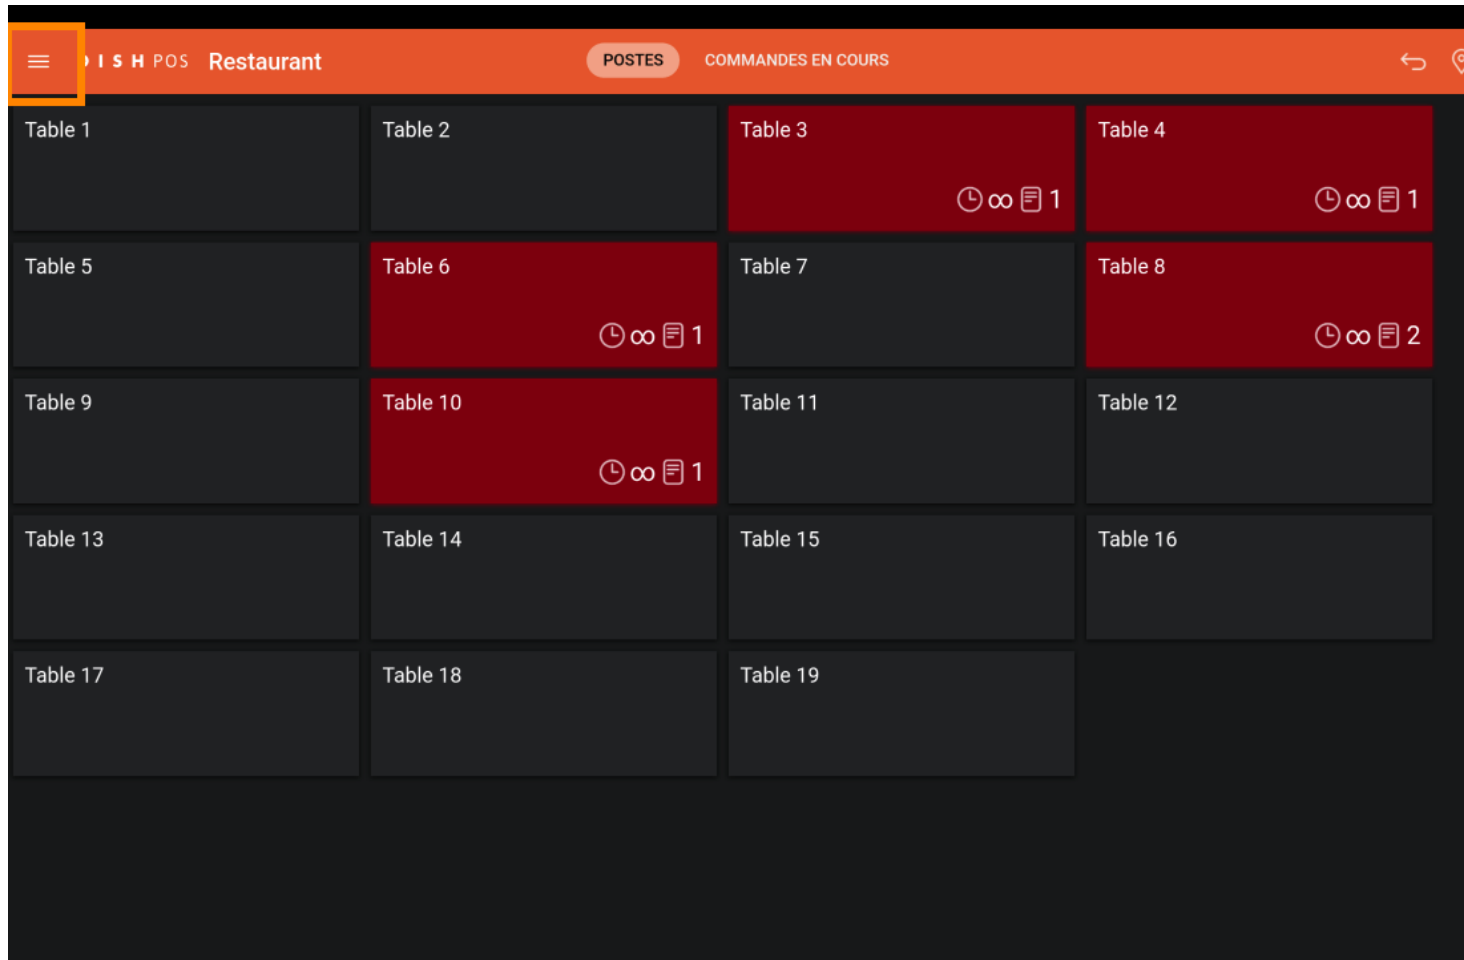 DISH POS Restaurant POSTES COMMANDES EN COURS
Table 1 Table 2 Table 3 Table 4
∞ 1 ∞ 1
Table 5 Table 6 Table 7 Table 8
∞ 1 ∞ 2
Table 9 Table 10 Table 11 Table 12
∞ 1
Table 13 Table 14 Table 15 Table 16
Table 17 Table 18 Table 19